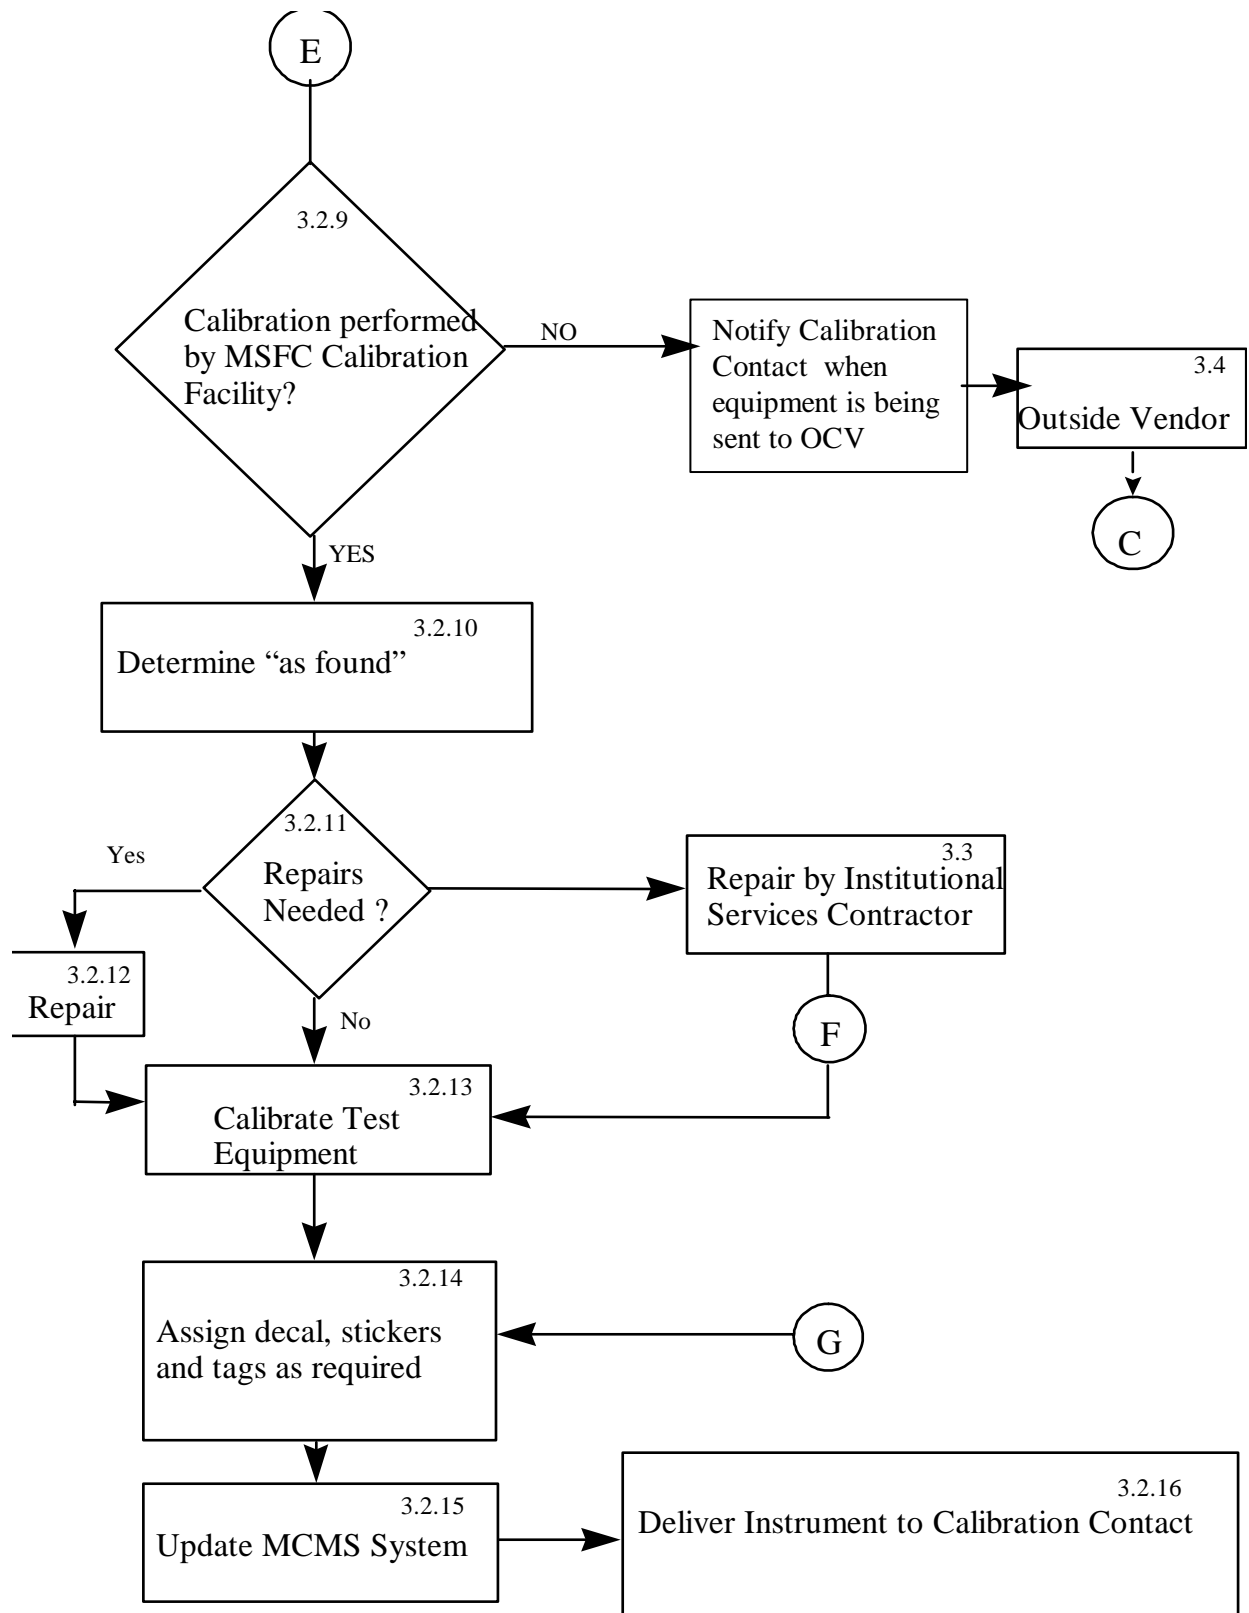 E
3.2.9
Calibration performed
by MSFC Calibration
Facility?
NO
Notify Calibration
Contact when
equipment is being
sent to OCV
3.4
Outside Vendor
C
YES
3.2.10
Determine “as found”
3.2.11
Repairs
Needed ?
Yes
3.3
Repair by Institutional
Services Contractor
3.2.12
Repair
No
F
3.2.13
Calibrate Test
Equipment
3.2.14
Assign decal, stickers
and tags as required
G
3.2.15
Update MCMS System
3.2.16
Deliver Instrument to Calibration Contact